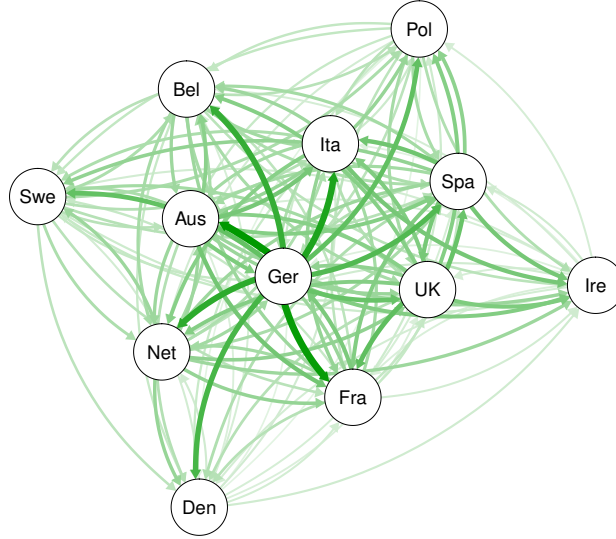 Pol
Bel
Ita
Spa
Swe
Aus
Ger
UK
Ire
Net
Fra
Den